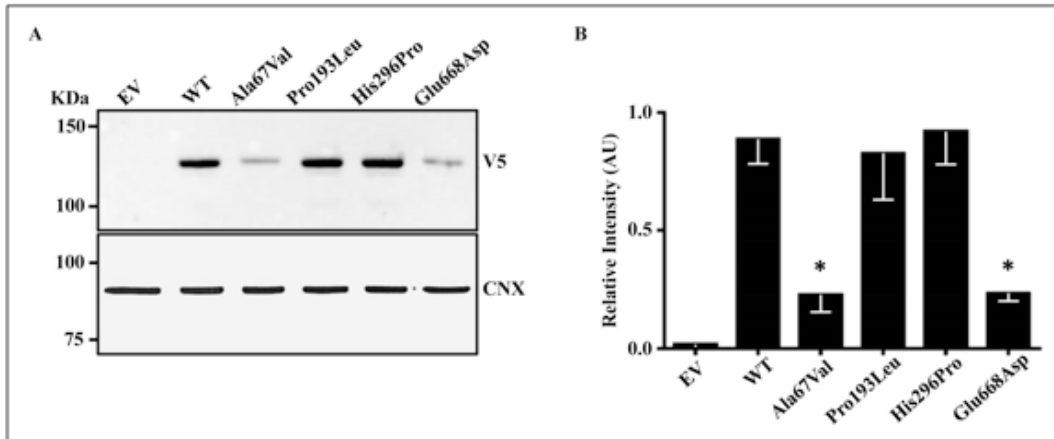 A
EV WT Ala67Val Pro193Leu His296Pro Glu668Asp
KDa
150
V5
100
100
CNX
75
B
Relative Intensity (AU)
1.0
0.5
0.0
* *
EV WT Ala67Val Pro193Leu His296Pro Glu668Asp